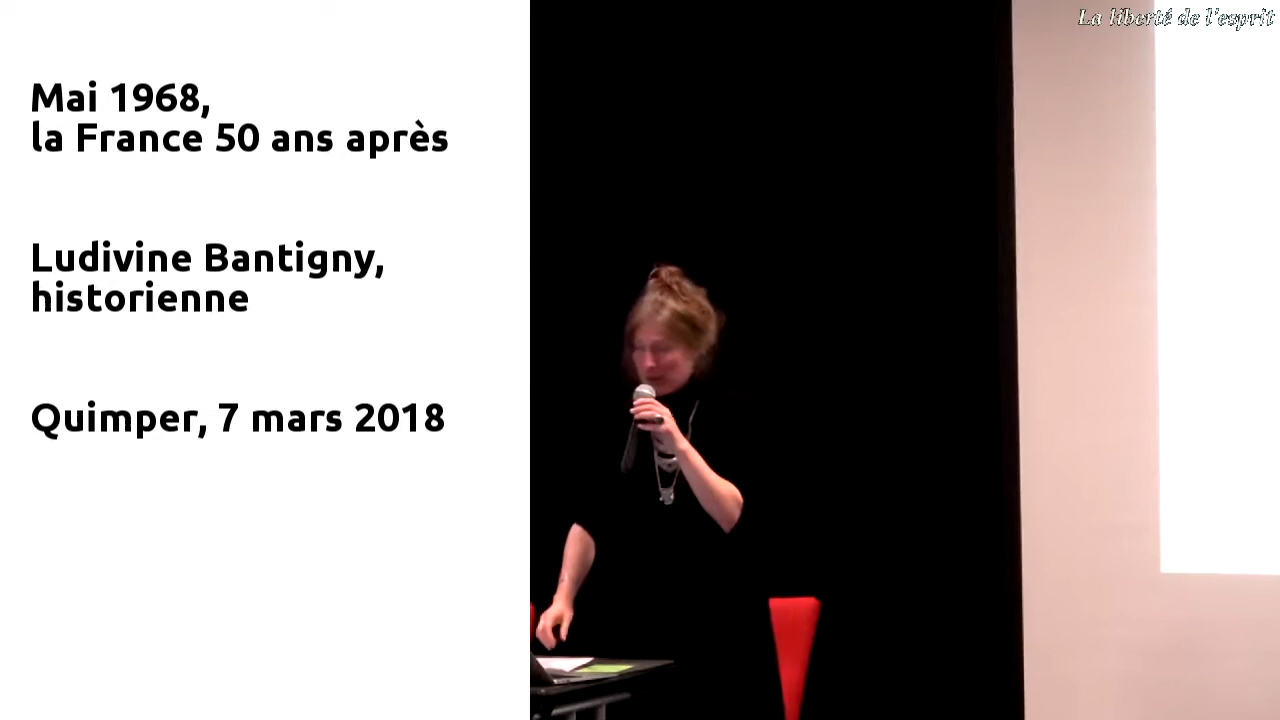 La liberté de l'esprit
Mai 1968,
la France 50 ans après
Ludivine Bantigny,
historienne
Quimper, 7 mars 2018